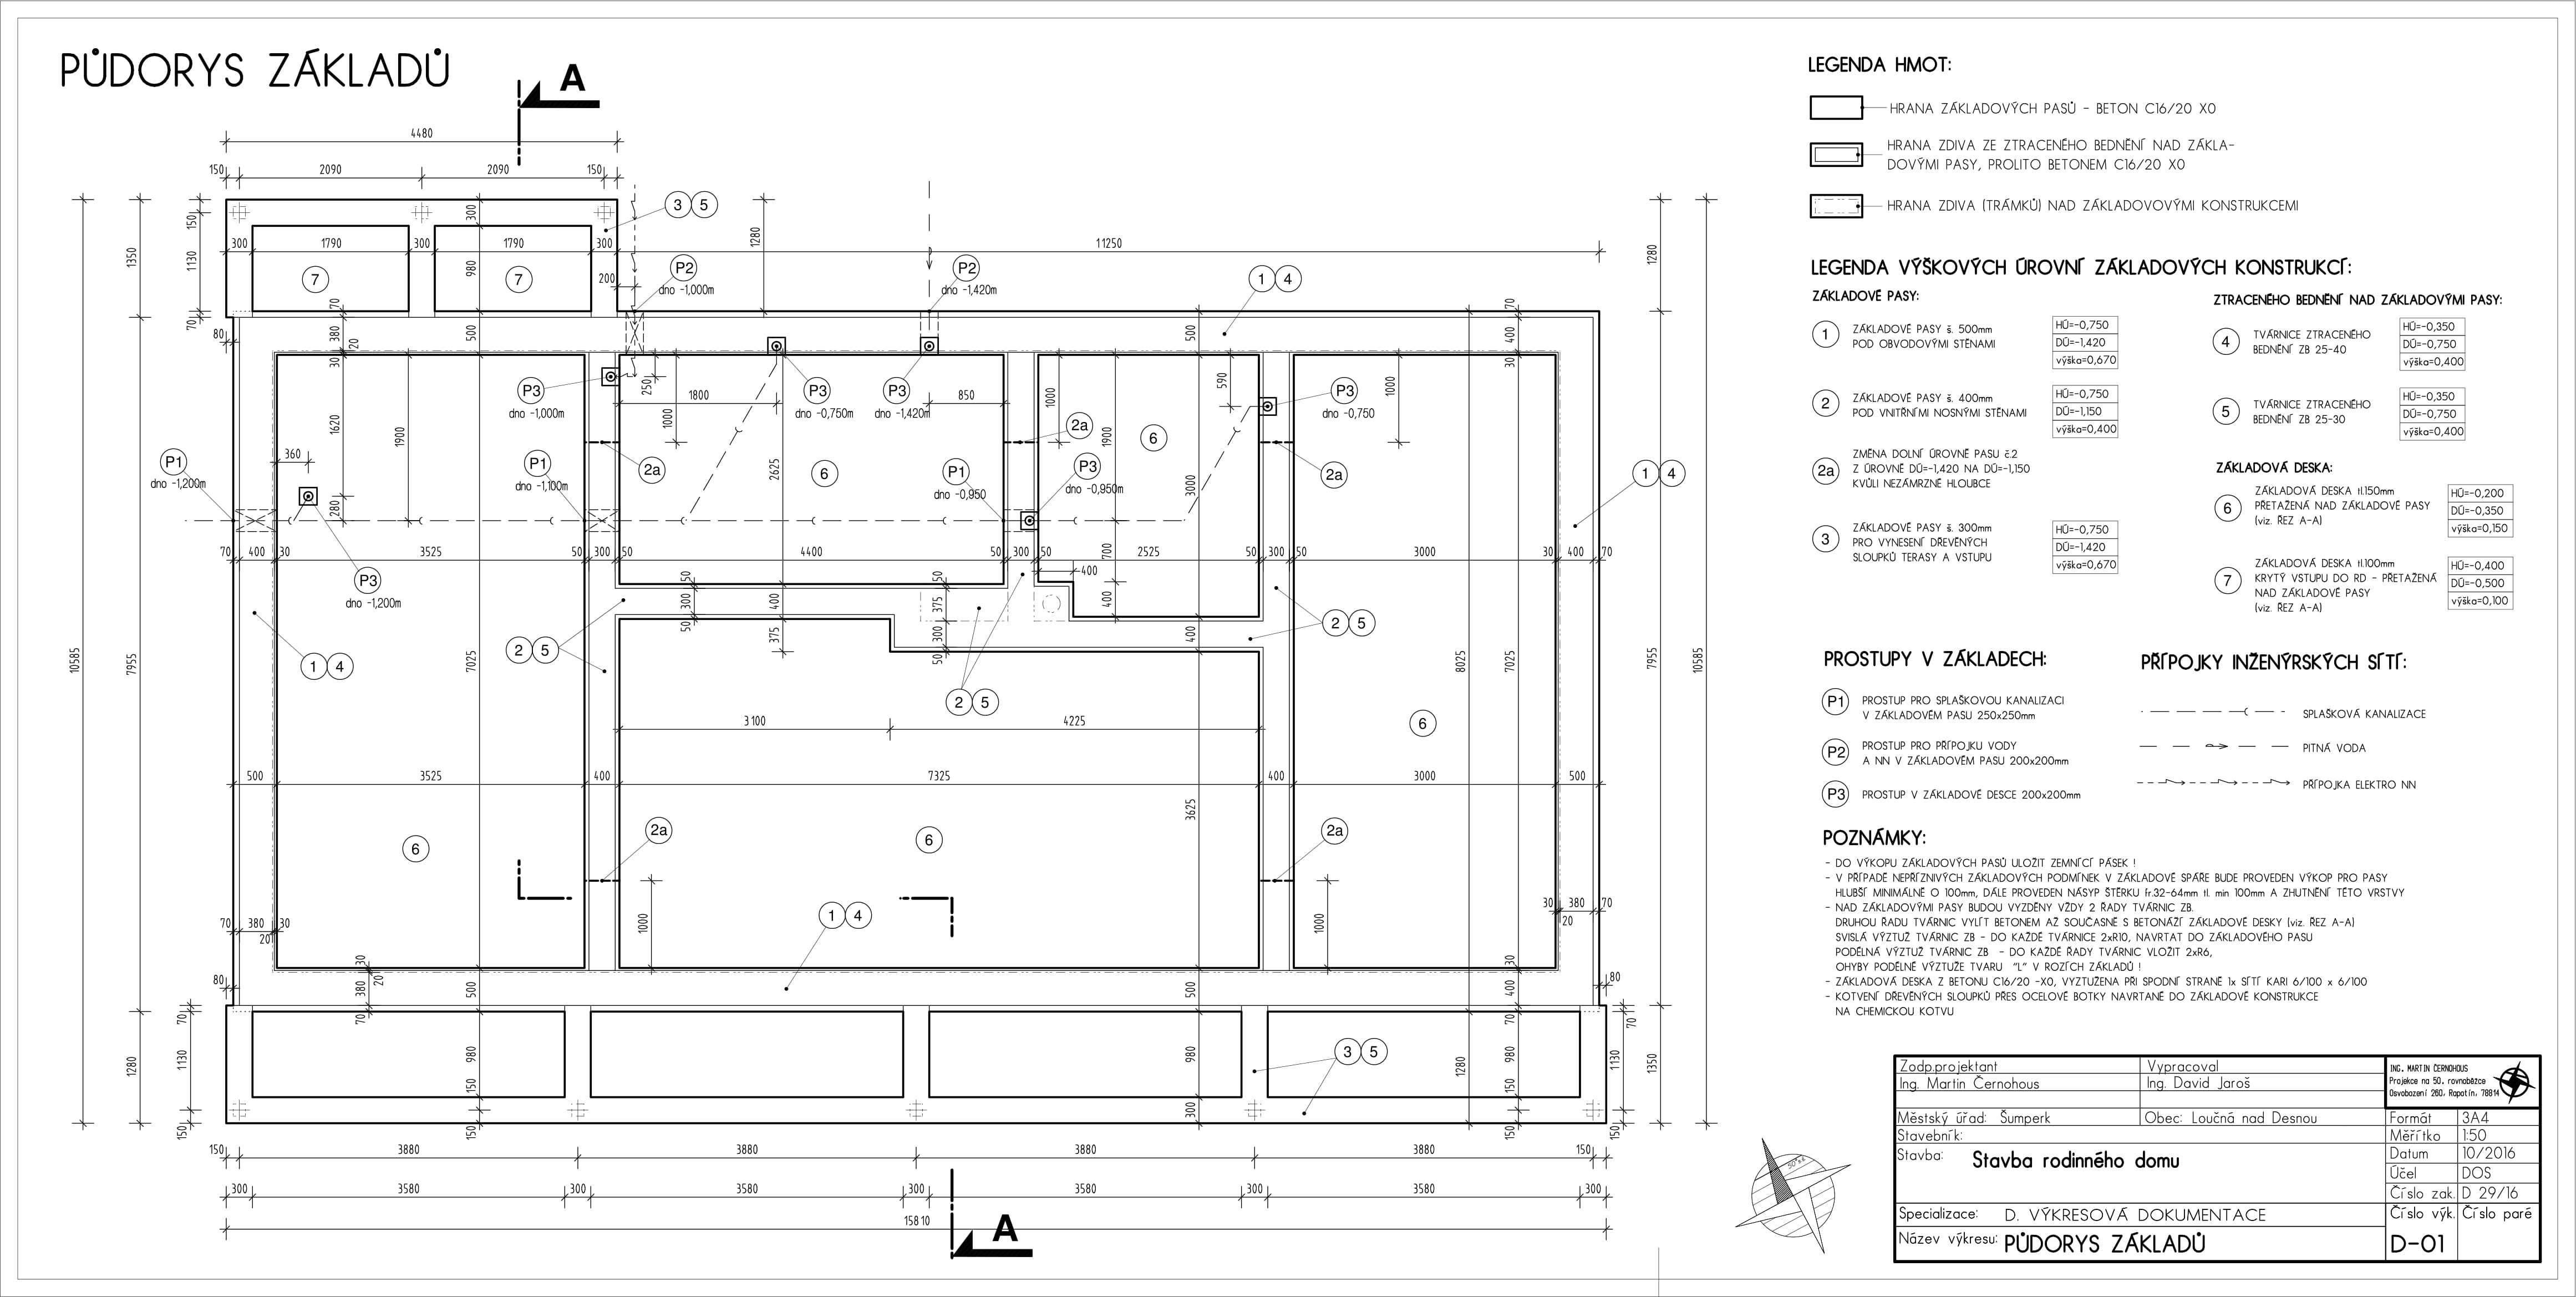 PŮDORYS ZÁKLADŮ
A
4480
150 2090 2090 150
300 1790 300 1790 300
11250
1280
1280
150
1130
1350
70
300
980
7
7
3 5
200
P2
dno -1,000m
P2
dno -1,420m
1 4
80
70
380
20
30
500
500
70
400
30
P3
dno -1,000m
250
1000
1800
P3
dno -0,750m
P3
dno -1,420m
850
1000
590
P3
dno -0,750
1000
1620
1900
2a
1900
6
360
P1
dno -1,200m
P1
dno -1,100m
2a
2625
6
P1
dno -0,950
P3
dno -0,950m
3000
2a
1 4
280
70 400 30 3525 50 300 50 4400 50 300 50 2525 50 300 50 3000 30 400 70
P3
dno -1,200m
700
400
400
50
300
50
400
375
50
375
300
50
400
2 5
2 5
2 5
1 4
10585
7955
7025
8025
7025
7955
10585
3100 4225
6
500 3525 400 7325 400 3000 500
3625
2a
2a
6
6
1000
1000
1 4
70 380 30
20
30 380 70
20
30
20
380
70
500
500
30
400
70
80
80
70
1130
1280
150
980
150
980
300
1280
980
150
150
3 5
70
1130
1350
150
150 3880 3880 3880 3880 150
300 3580 300 3580 300 3580 300 3580 300
15810
A
LEGENDA HMOT:
HRANA ZÁKLADOVÝCH PASŮ - BETON C16/20 X0
HRANA ZDIVA ZE ZTRACENÉHO BEDNĚNÍ NAD ZÁKLA-
DOVÝMI PASY, PROLITO BETONEM C16/20 X0
HRANA ZDIVA (TRÁMKŮ) NAD ZÁKLADOVOVÝMI KONSTRUKCEMI
LEGENDA VÝŠKOVÝCH ÚROVNÍ ZÁKLADOVÝCH KONSTRUKCÍ:
ZÁKLADOVÉ PASY:
1
ZÁKLADOVÉ PASY š. 500mm
POD OBVODOVÝMI STĚNAMI
HÚ=-0,750
DÚ=-1,420
výška=0,670
2
ZÁKLADOVÉ PASY š. 400mm
POD VNITŘNÍMI NOSNÝMI STĚNAMI
HÚ=-0,750
DÚ=-1,150
výška=0,400
2a
ZMĚNA DOLNÍ ÚROVNĚ PASU č.2
Z ÚROVNĚ DÚ=-1,420 NA DÚ=-1,150
KVŮLI NEZÁMRZNÉ HLOUBCE
3
ZÁKLADOVÉ PASY š. 300mm
PRO VYNESENÍ DŘEVĚNÝCH
SLOUPKŮ TERASY A VSTUPU
HÚ=-0,750
DÚ=-1,420
výška=0,670
ZTRACENÉHO BEDNĚNÍ NAD ZÁKLADOVÝMI PASY:
4
TVÁRNICE ZTRACENÉHO
BEDNĚNÍ ZB 25-40
HÚ=-0,350
DÚ=-0,750
výška=0,400
5
TVÁRNICE ZTRACENÉHO
BEDNĚNÍ ZB 25-30
HÚ=-0,350
DÚ=-0,750
výška=0,400
ZÁKLADOVÁ DESKA:
6
ZÁKLADOVÁ DESKA tl.150mm
PŘETAŽENÁ NAD ZÁKLADOVÉ PASY
(viz. ŘEZ A-A)
HÚ=-0,200
DÚ=-0,350
výška=0,150
7
ZÁKLADOVÁ DESKA tl.100mm
KRYTÝ VSTUPU DO RD - PŘETAŽENÁ
NAD ZÁKLADOVÉ PASY
(viz. ŘEZ A-A)
HÚ=-0,400
DÚ=-0,500
výška=0,100
PROSTUPY V ZÁKLADECH:
P1
PROSTUP PRO SPLAŠKOVOU KANALIZACI
V ZÁKLADOVÉM PASU 250x250mm
P2
PROSTUP PRO PŘÍPOJKU VODY
A NN V ZÁKLADOVÉM PASU 200x200mm
P3
PROSTUP V ZÁKLADOVÉ DESCE 200x200mm
PŘÍPOJKY INŽENÝRSKÝCH SÍTÍ:
SPLAŠKOVÁ KANALIZACE
PITNÁ VODA
PŘÍPOJKA ELEKTRO NN
POZNÁMKY:
- DO VÝKOPU ZÁKLADOVÝCH PASŮ ULOŽIT ZEMNÍCÍ PÁSEK !
- V PŘÍPADĚ NEPŘÍZNIVÝCH ZÁKLADOVÝCH PODMÍNEK V ZÁKLADOVÉ SPÁŘE BUDE PROVEDEN VÝKOP PRO PASY
HLUBŠÍ MINIMÁLNĚ O 100mm, DÁLE PROVEDEN NÁSYP ŠTĚRKU fr.32-64mm tl. min 100mm A ZHUTNĚNÍ TÉTO VRSTVY
- NAD ZÁKLADOVÝMI PASY BUDOU VYZDĚNY VŽDY 2 ŘADY TVÁRNIC ZB.
DRUHOU ŘADU TVÁRNIC VYLÍT BETONEM AŽ SOUČASNĚ S BETONÁŽÍ ZÁKLADOVÉ DESKY (viz. ŘEZ A-A)
SVISLÁ VÝZTUŽ TVÁRNIC ZB - DO KAŽDÉ TVÁRNICE 2xR10, NAVRTAT DO ZÁKLADOVÉHO PASU
PODÉLNÁ VÝZTUŽ TVÁRNIC ZB - DO KAŽDÉ ŘADY TVÁRNIC VLOŽIT 2xR6,
OHYBY PODÉLNÉ VÝZTUŽE TVARU "L" V ROZÍCH ZÁKLADŮ !
- ZÁKLADOVÁ DESKA Z BETONU C16/20 -X0, VYZTUŽENA PŘI SPODNÍ STRANĚ 1x SÍTÍ KARI 6/100 x 6/100
- KOTVENÍ DŘEVĚNÝCH SLOUPKŮ PŘES OCELOVÉ BOTKY NAVRTANÉ DO ZÁKLADOVÉ KONSTRUKCE
NA CHEMICKOU KOTVU
Zodp.projektant
Ing. Martin Černohous
Vypracoval
Ing. David Jaroš
ING. MARTIN ČERNOHOUS
Projekce na 50. rovnoběžce
Osvobození 260, Rapotín, 78814
Městský úřad: Šumperk
Obec: Loučná nad Desnou
Formát 3A4
Stavebník:
Měřítko 1:50
Stavba: Stavba rodinného domu
Datum 10/2016
Účel DOS
Číslo zak. D 29/16
Specializace: D. VÝKRESOVÁ DOKUMENTACE
Číslo výk. Číslo paré
Název výkresu: PŮDORYS ZÁKLADŮ
D-01